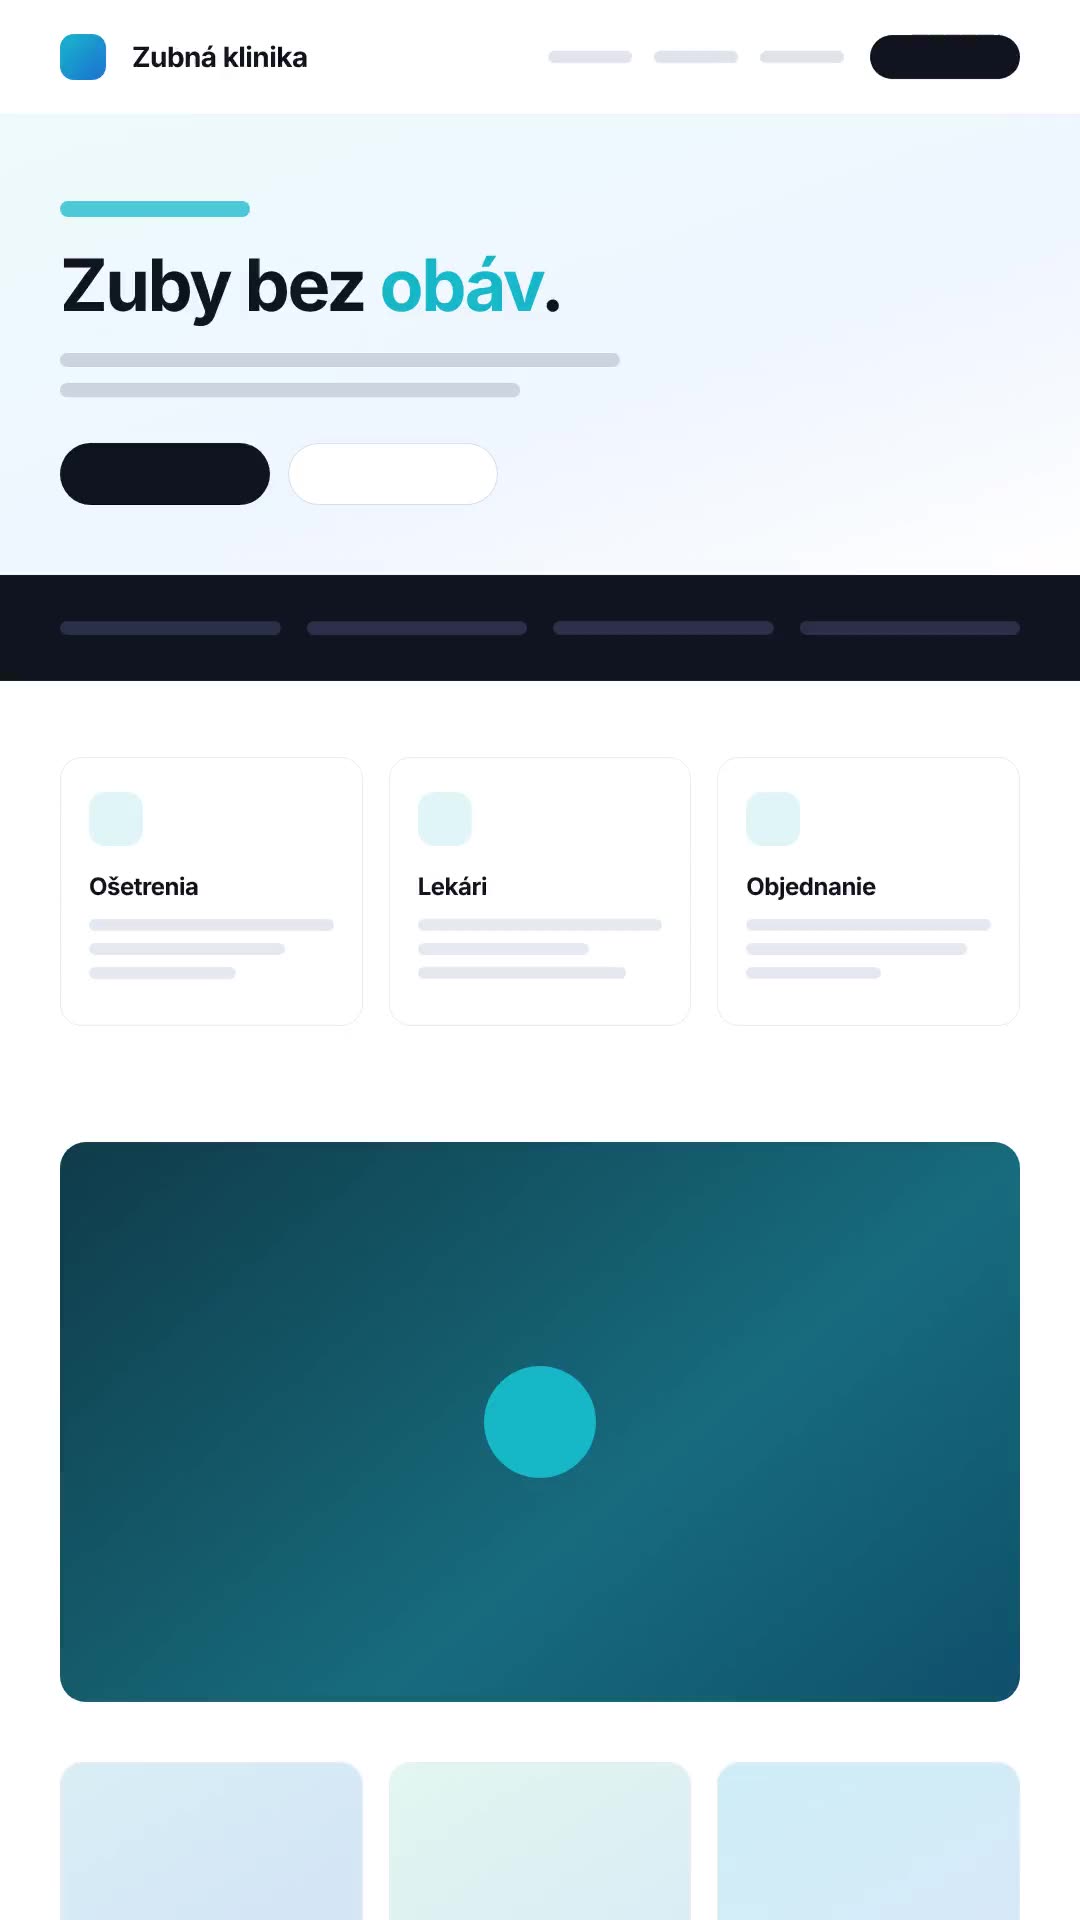 Zubná klinika
Zuby bez obáv.
Ošetrenia
Lekári
Objednanie